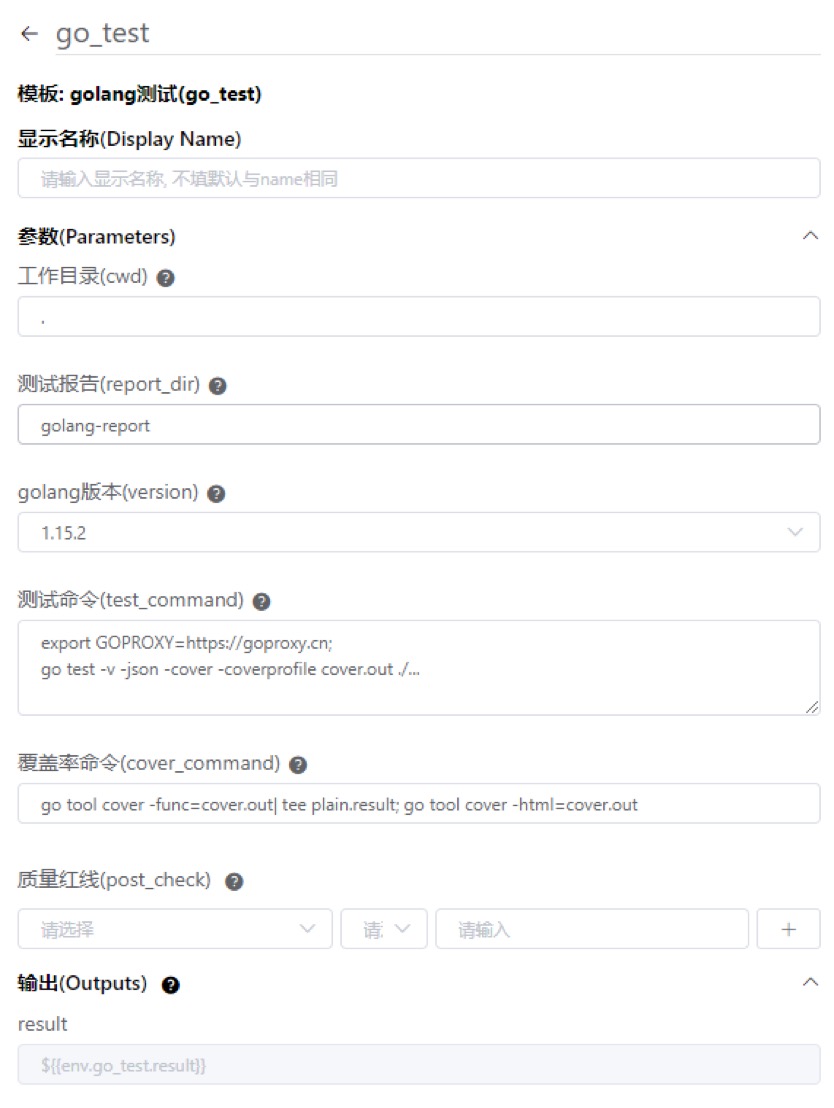 go_test
模板: golang测试(go_test)
显示名称(Display Name)
请输入显示名称, 不填默认与name相同
参数(Parameters)
工作目录(cwd)
.
测试报告(report_dir)
golang-report
golang版本(version)
1.15.2
测试命令(test_command)
export GOPROXY=https://goproxy.cn;
go test -v -json -cover -coverprofile cover.out ./...
覆盖率命令(cover_command)
go tool cover -func=cover.out| tee plain.result; go tool cover -html=cover.out
质量红线(post_check)
请选择 请 请输入 +
输出(Outputs)
result
${{env.go_test.result}}